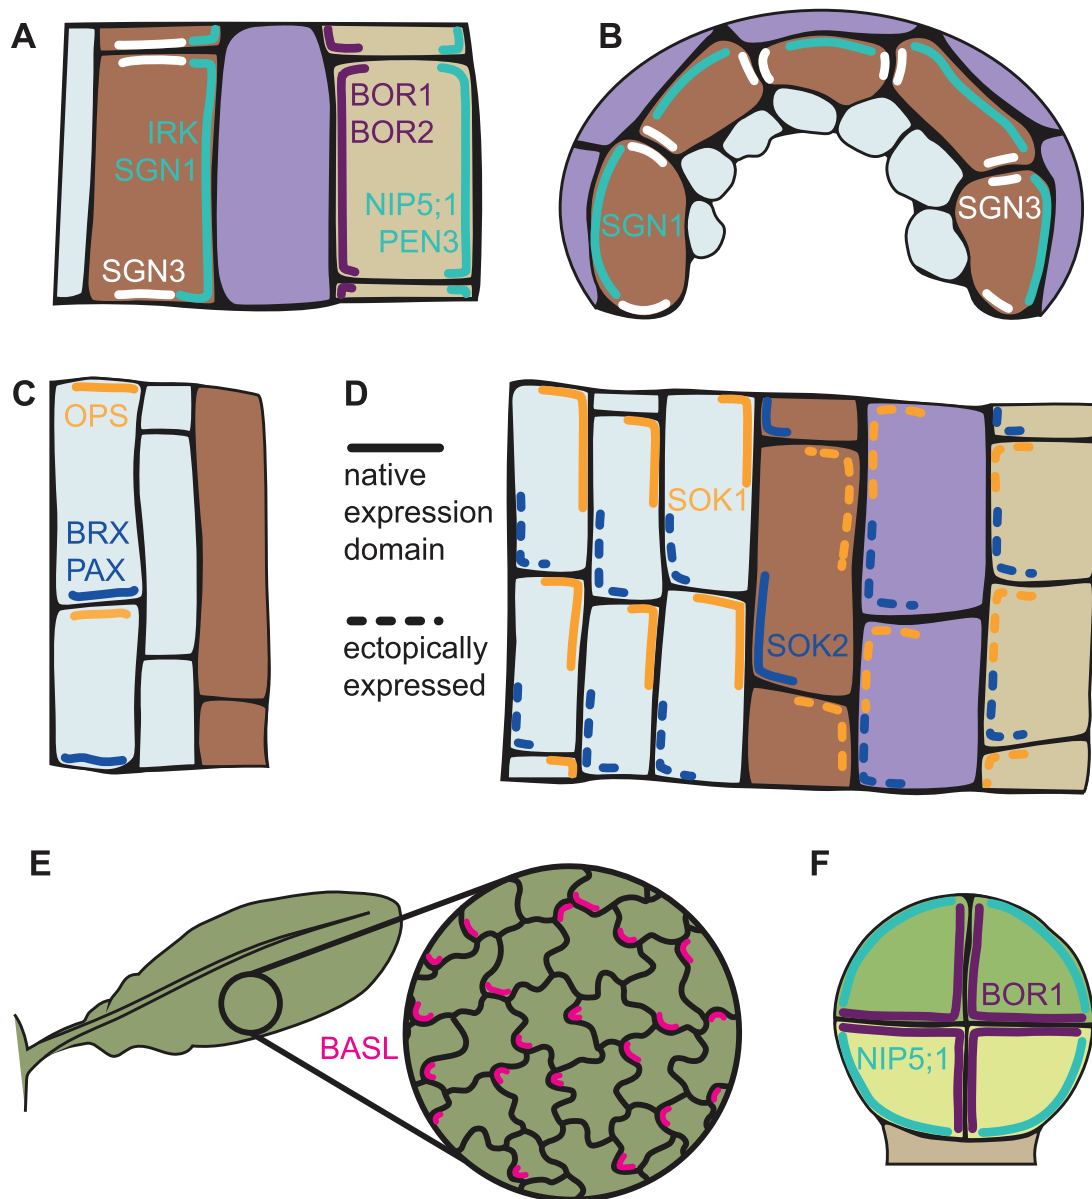 A
IRK
SGN1
SGN3
BOR1
BOR2
NIP5;1
PEN3
B
SGN1
SGN3
C
OPS
BRX
PAX
native
expression
domain
ectopically
expressed
D
SOK1
SOK2
E
BASL
F
BOR1
NIP5;1